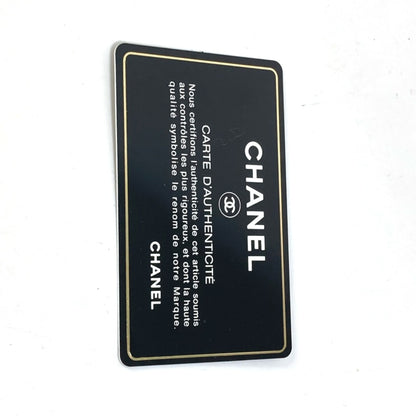 CHANEL
CARTE D'AUTHENTICITÉ
Nous certifions l'authenticité de cet article soumis
aux contrôles les plus rigoureux, et dont la haute
qualité symbolise le renom de notre Marque.
CHANEL